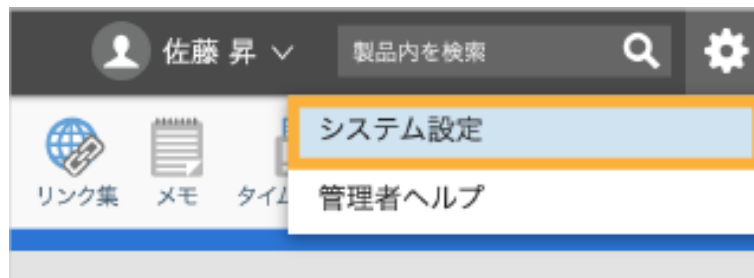 佐藤 昇
製品内を検索
システム設定
リンク集 メモ タイム
管理者ヘルプ